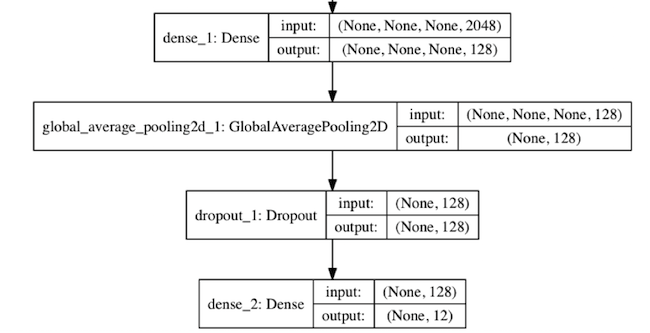 dense_1: Dense
input: (None, None, None, 2048)
output: (None, None, None, 128)
global_average_pooling2d_1: GlobalAveragePooling2D
input: (None, None, None, 128)
output: (None, 128)
dropout_1: Dropout
input: (None, 128)
output: (None, 128)
dense_2: Dense
input: (None, 128)
output: (None, 12)